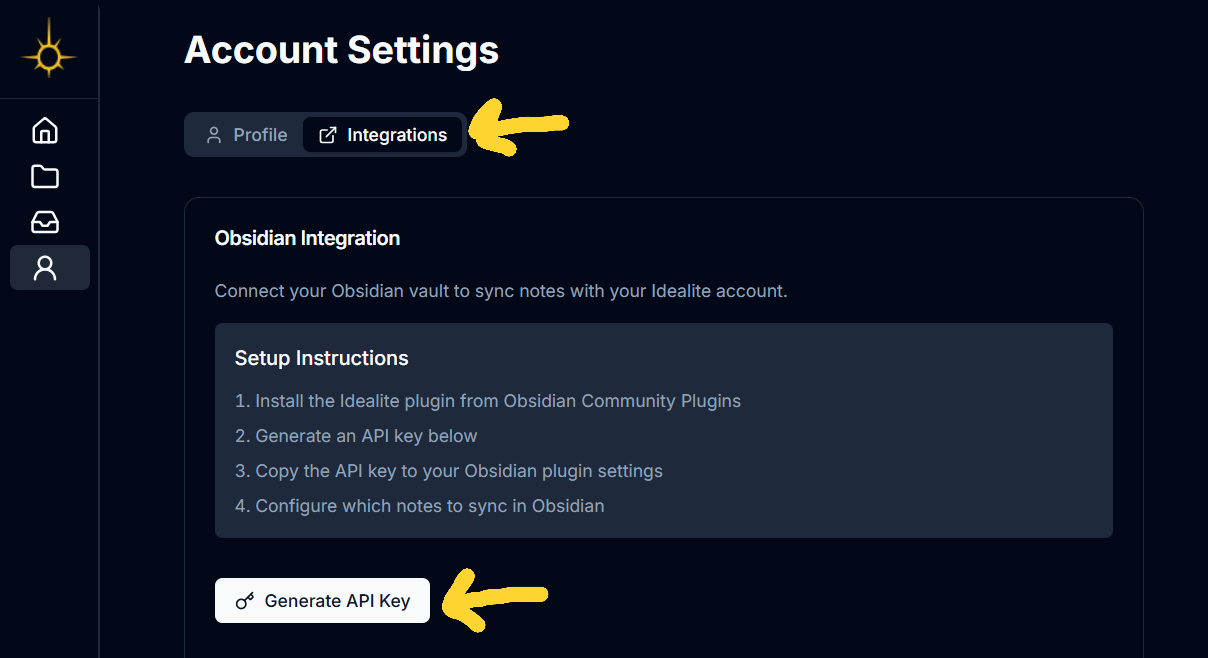 Account Settings
Profile
Integrations
Obsidian Integration
Connect your Obsidian vault to sync notes with your Idealite account.
Setup Instructions
1. Install the Idealite plugin from Obsidian Community Plugins
2. Generate an API key below
3. Copy the API key to your Obsidian plugin settings
4. Configure which notes to sync in Obsidian
Generate API Key